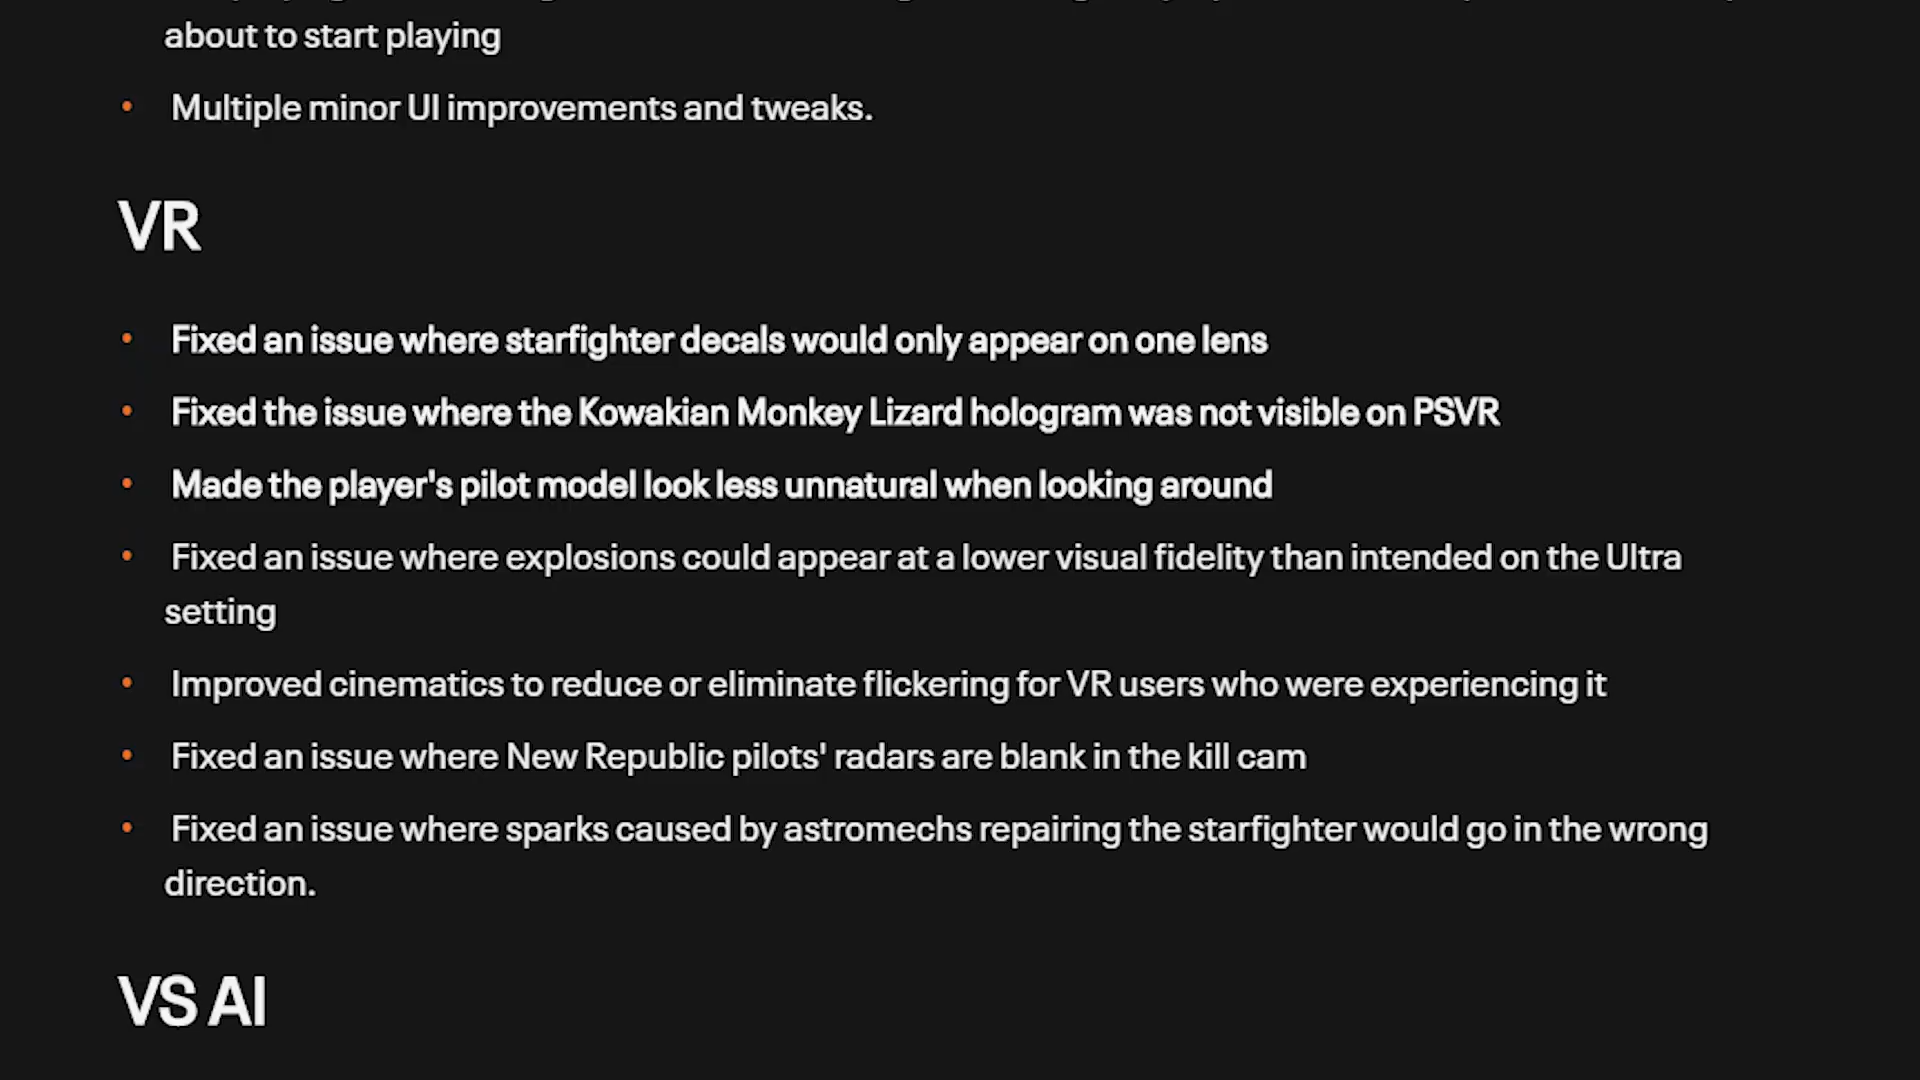 about to start playing
Multiple minor UI improvements and tweaks.
VR
Fixed an issue where starfighter decals would only appear on one lens
Fixed the issue where the Kowakian Monkey Lizard hologram was not visible on PSVR
Made the player's pilot model look less unnatural when looking around
Fixed an issue where explosions could appear at a lower visual fidelity than intended on the Ultra
setting
Improved cinematics to reduce or eliminate flickering for VR users who were experiencing it
Fixed an issue where New Republic pilots' radars are blank in the kill cam
Fixed an issue where sparks caused by astromechs repairing the starfighter would go in the wrong
direction.
VS AI